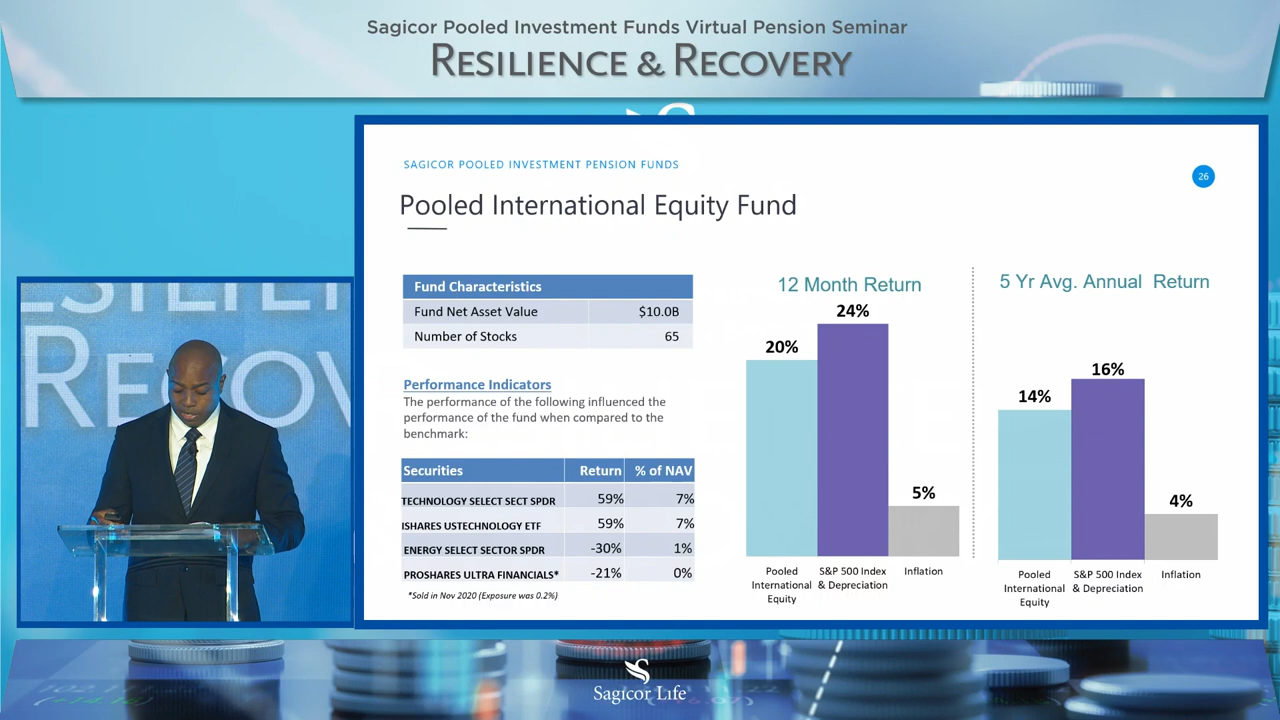 Sagicor Pooled Investment Funds Virtual Pension Seminar
RESILIENCE & RECOVERY
SAGICOR POOLED INVESTMENT PENSION FUNDS
26
Pooled International Equity Fund
Fund Characteristics
Fund Net Asset Value $10.0B
Number of Stocks 65
Performance Indicators
The performance of the following influenced the
performance of the fund when compared to the
benchmark:
Securities Return % of NAV
TECHNOLOGY SELECT SECT SPDR 59% 7%
ISHARES USTECHNOLOGY ETF 59% 7%
ENERGY SELECT SECTOR SPDR -30% 1%
PROSHARES ULTRA FINANCIALS* -21% 0%
*Sold in Nov 2020 (Exposure was 0.2%)
12 Month Return
24%
20%
5%
Pooled
International
Equity
S&P 500 Index
& Depreciation
Inflation
5 Yr Avg. Annual Return
16%
14%
4%
Pooled
International
Equity
S&P 500 Index
& Depreciation
Inflation
RECOV
Sagicor Life